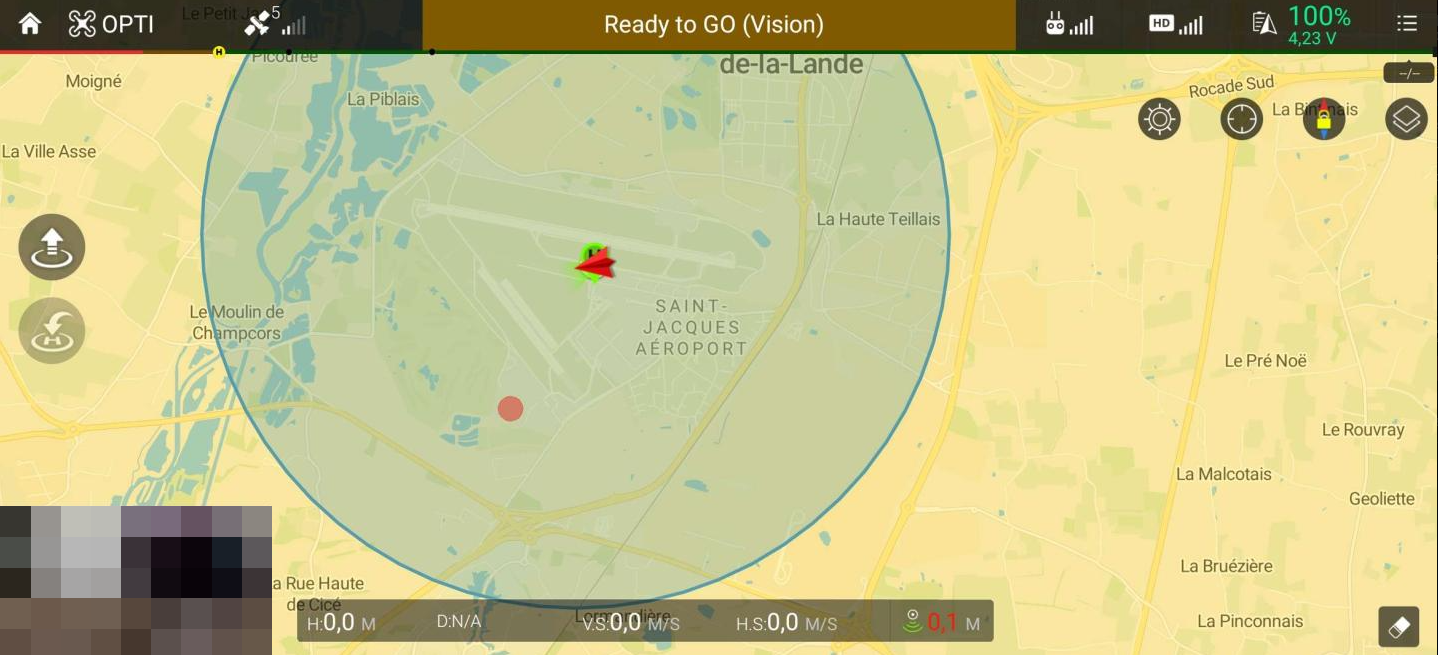 OPTI
5
Ready to GO (Vision)
HD
100%
4,23 V
Le Petit
H
Picourée
de-la-Lande
--/--
Moigné
La Piblais
Rocade Sud
La Bintinais
La Ville Asse
La Haute Teillais
H
SAINT-
JACQUES
AÉROPORT
Le Moulin de
Champcors
Le Pré Noë
Le Rouvray
La Malcotais
Geoliette
La Bruézière
La Rue Haute
de Cicé
Lormandière
H:0,0 M
D:N/A
V.S:0,0 M/S
H.S:0,0 M/S
0,1 M
La Pinconnais